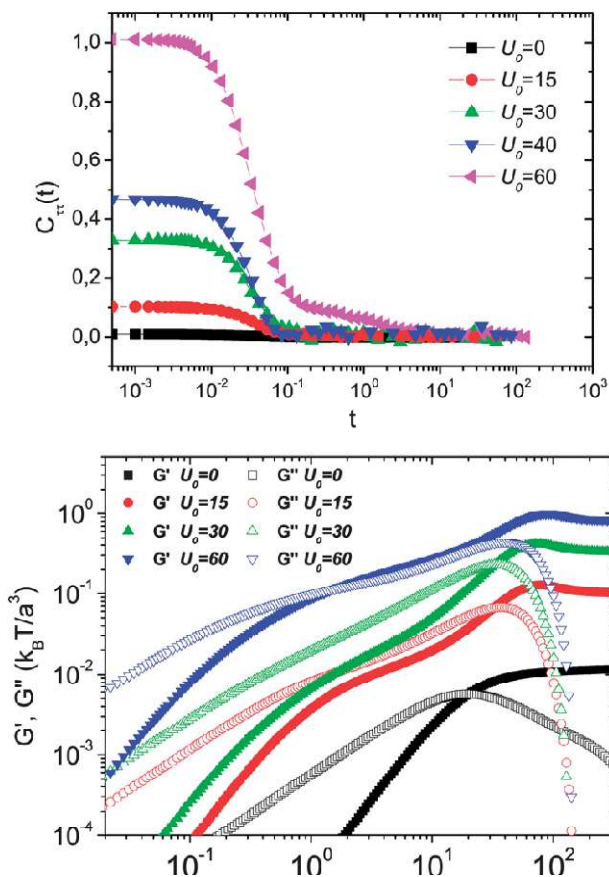 1,0
0,8
0,6
0,4
0,2
0,0
C_ττ(t)
U_0=0
U_0=15
U_0=30
U_0=40
U_0=60
10^-3 10^-2 10^-1 10^0 10^1 10^2 10^3
t
G' U_0=0 G'' U_0=0
G' U_0=15 G'' U_0=15
G' U_0=30 G'' U_0=30
G' U_0=60 G'' U_0=60
10^0
10^-1
10^-2
10^-3
10^-4
G', G'' (k_BT/a^3)
10^-1 10^0 10^1 10^2